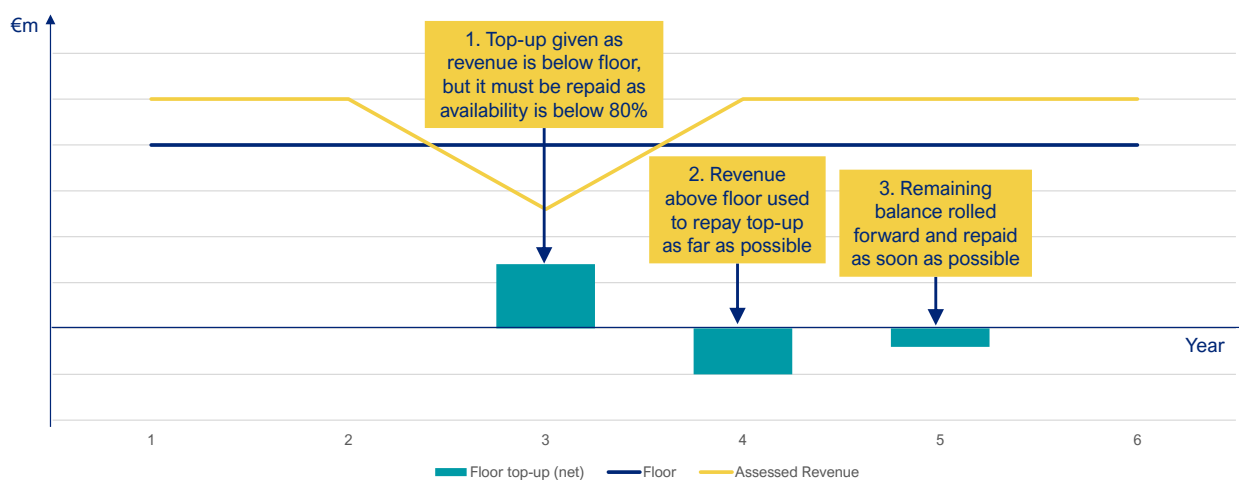 €m
1. Top-up given as
revenue is below floor,
but it must be repaid as
availability is below 80%
2. Revenue
above floor used
to repay top-up
as far as possible
3. Remaining
balance rolled
forward and repaid
as soon as possible
Year
1 2 3 4 5 6
Floor top-up (net) Floor Assessed Revenue